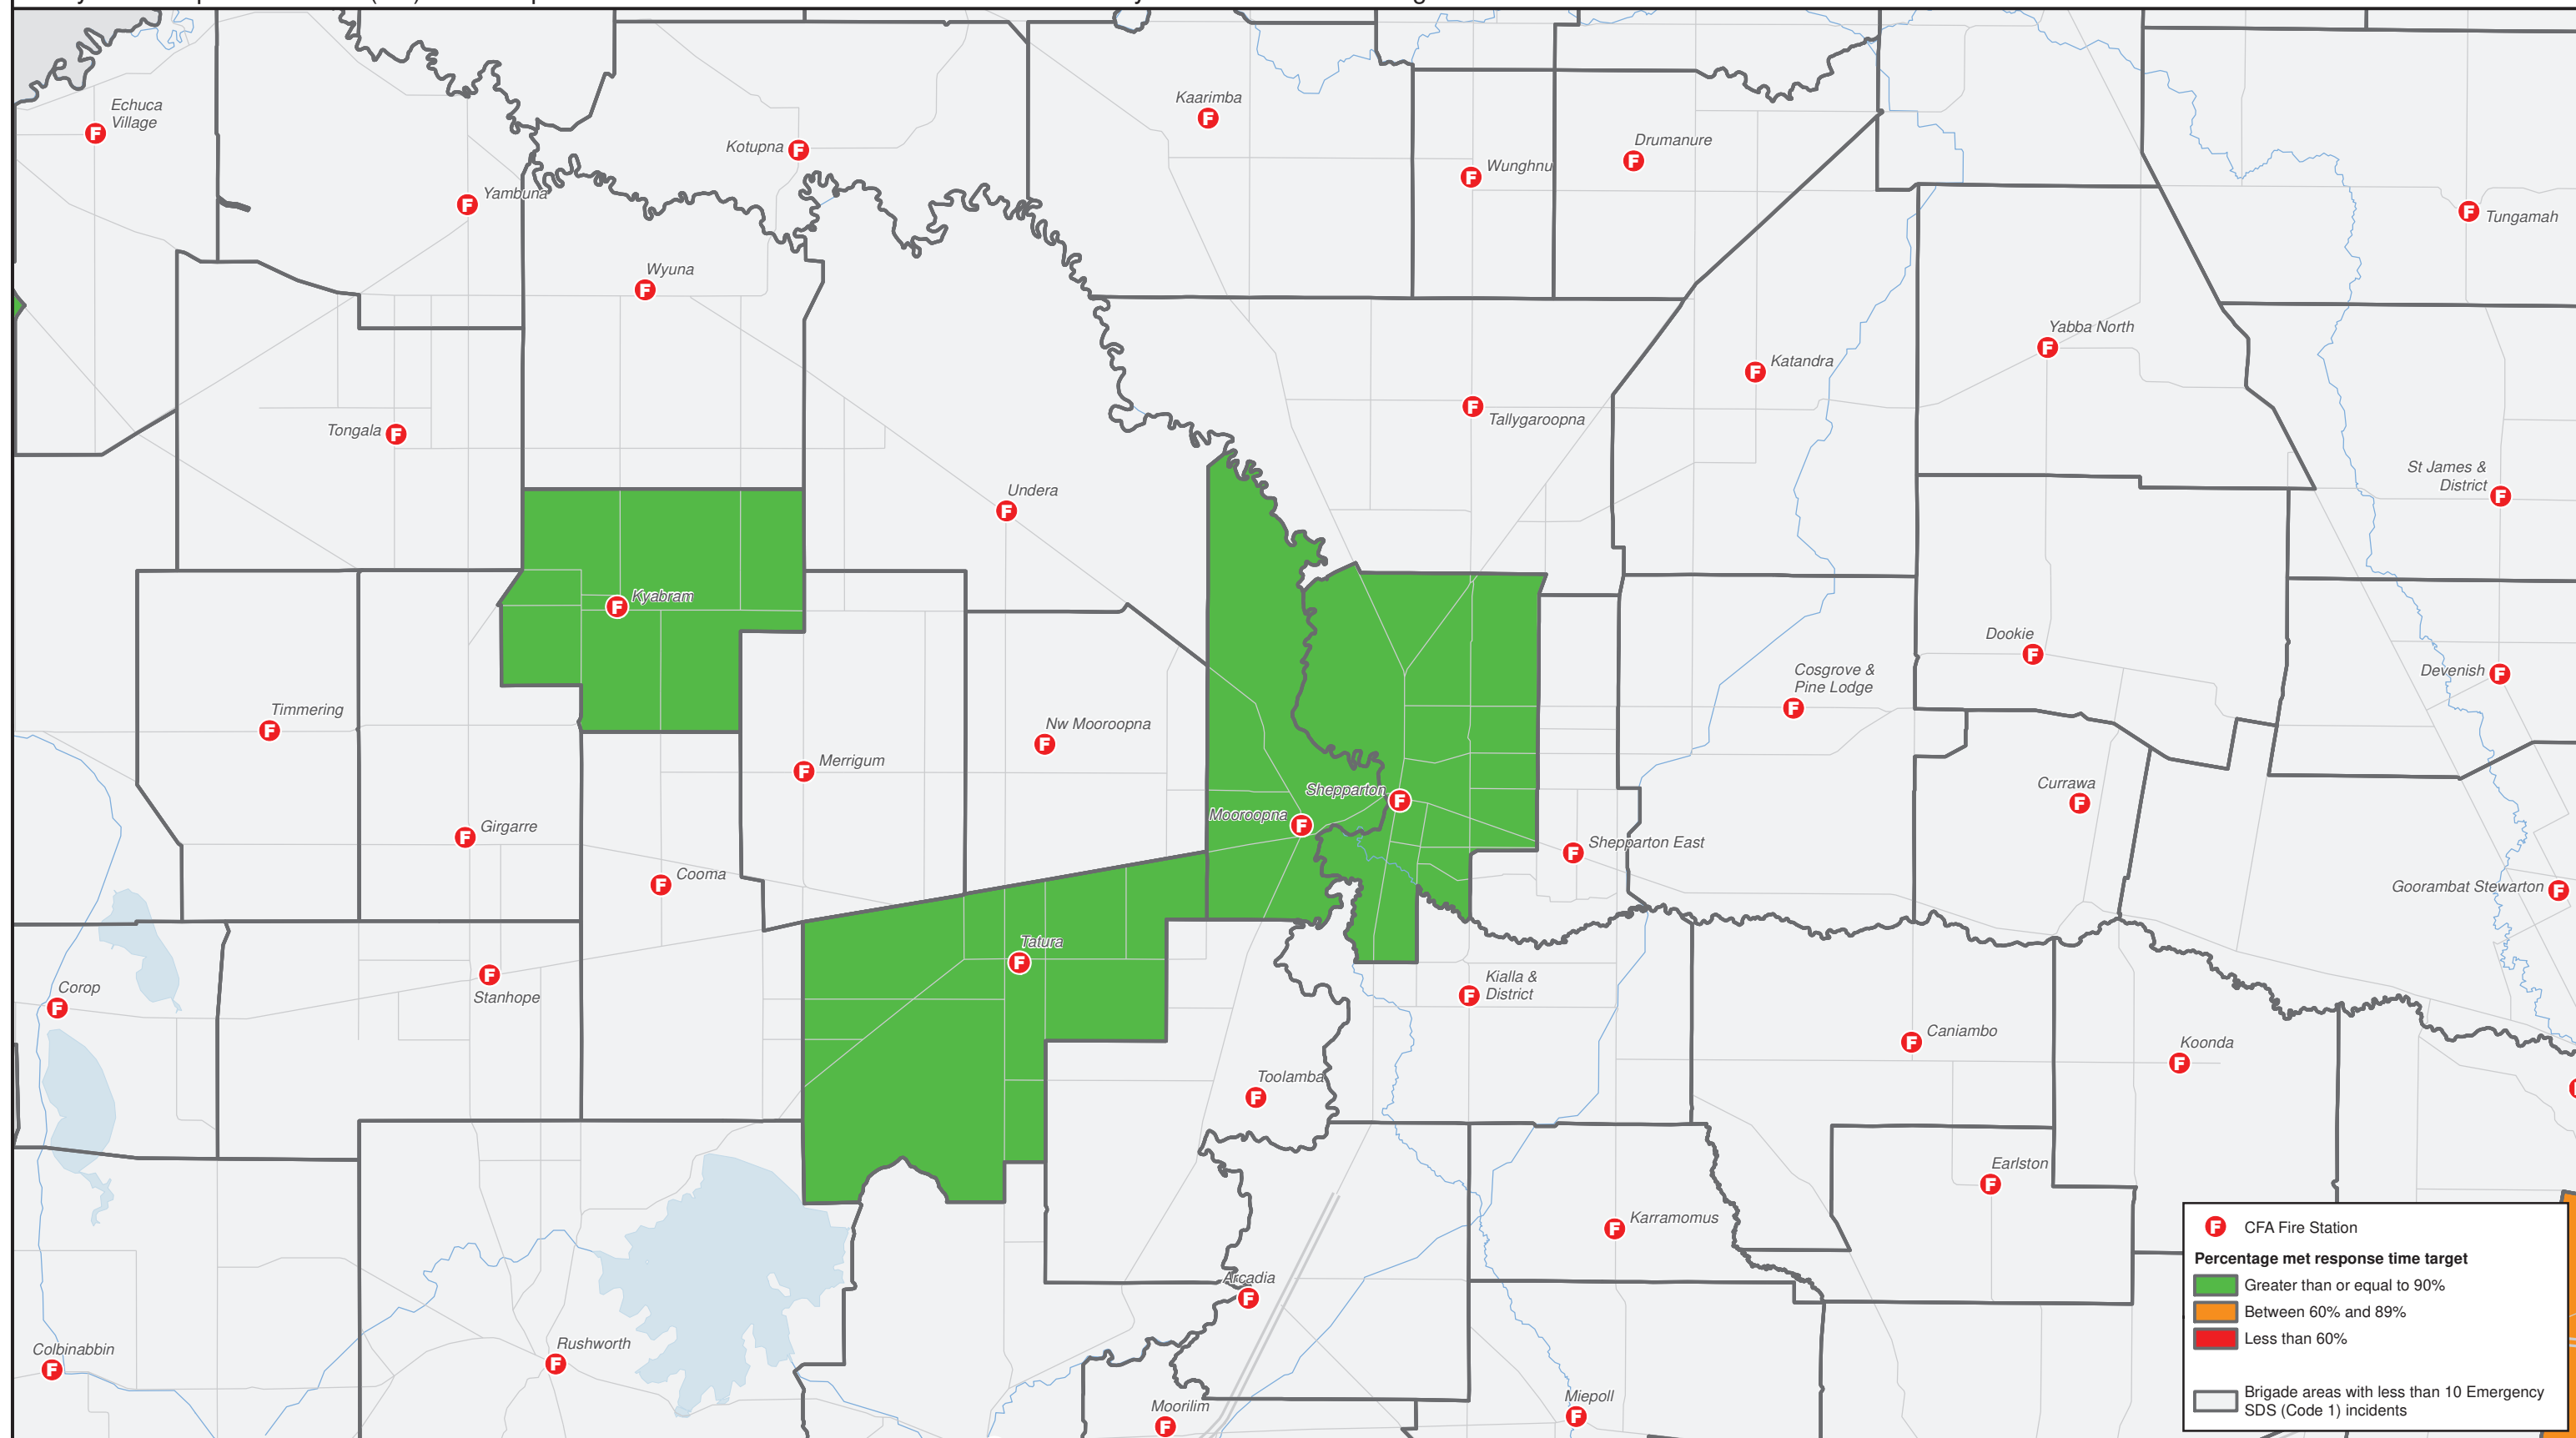 Echuca
Village
Kaarimba
Kotupna
Drumanure
Wunghnu
Yambuna
Tungamah
Wyuna
Yabba North
Katandra
Tallygaroopna
Tongala
St James &
District
Undera
Kyabram
Dookie
Cosgrove &
Pine Lodge
Devenish
Timmering
Nw Mooroopna
Merrigum
Shepparton
Currawa
Mooroopna
Girgarre
Shepparton East
Cooma
Goorambat Stewarton
Tatura
Corop
Stanhope
Kialla &
District
Caniambo
Koonda
Toolamba
Earlston
Karramomus
Arcadia
Rushworth
Colbinabbin
Miepoll
Moorilim
CFA Fire Station
Percentage met response time target
Greater than or equal to 90%
Between 60% and 89%
Less than 60%
Brigade areas with less than 10 Emergency
SDS (Code 1) incidents